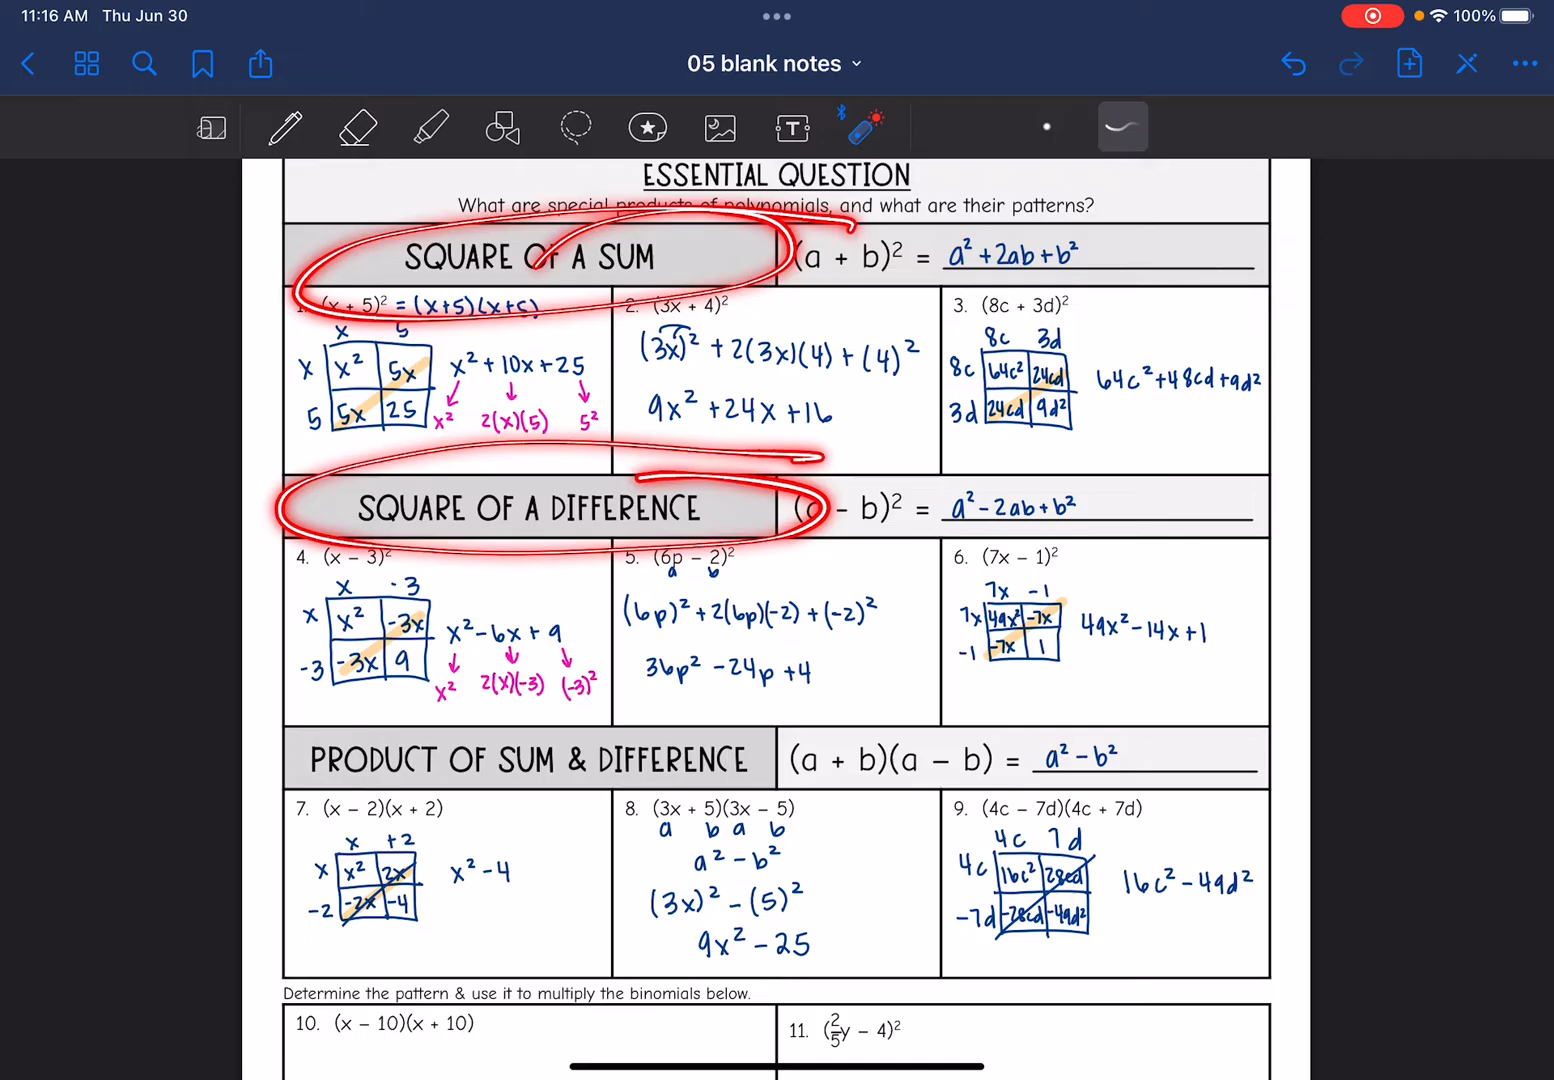 11:16 AM Thu Jun 30
100%
05 blank notes
T
ESSENTIAL QUESTION
What are special products of polynomials, and what are their patterns?
SQUARE OF A SUM
(a + b)² = a² + 2ab + b²
1. (x + 5)² = (x+5)(x+5)
x 5
x x² 5x
5 5x 25
x² + 10x + 25
x² 2(x)(5) 5²
2. (3x + 4)²
(3x)² + 2(3x)(4) + (4)²
9x² + 24x + 16
3. (8c + 3d)²
8c 3d
8c 64c² 24cd
3d 24cd 9d²
64c² + 48cd + 9d²
SQUARE OF A DIFFERENCE
(a - b)² = a² - 2ab + b²
4. (x - 3)²
x -3
x x² -3x
-3 -3x 9
x² - 6x + 9
x² 2(x)(-3) (-3)²
5. (6p - 2)²
a b
(6p)² + 2(6p)(-2) + (-2)²
36p² - 24p + 4
6. (7x - 1)²
7x -1
7x 49x² -7x
-1 -7x 1
49x² - 14x + 1
PRODUCT OF SUM & DIFFERENCE
(a + b)(a - b) = a² - b²
7. (x - 2)(x + 2)
x +2
x x² 2x
-2 -2x -4
x² - 4
8. (3x + 5)(3x - 5)
a b a b
a² - b²
(3x)² - (5)²
9x² - 25
9. (4c - 7d)(4c + 7d)
4c 7d
4c 16c² 28cd
-7d -28cd -49d²
16c² - 49d²
Determine the pattern & use it to multiply the binomials below.
10. (x - 10)(x + 10)
11. (2/5y - 4)²